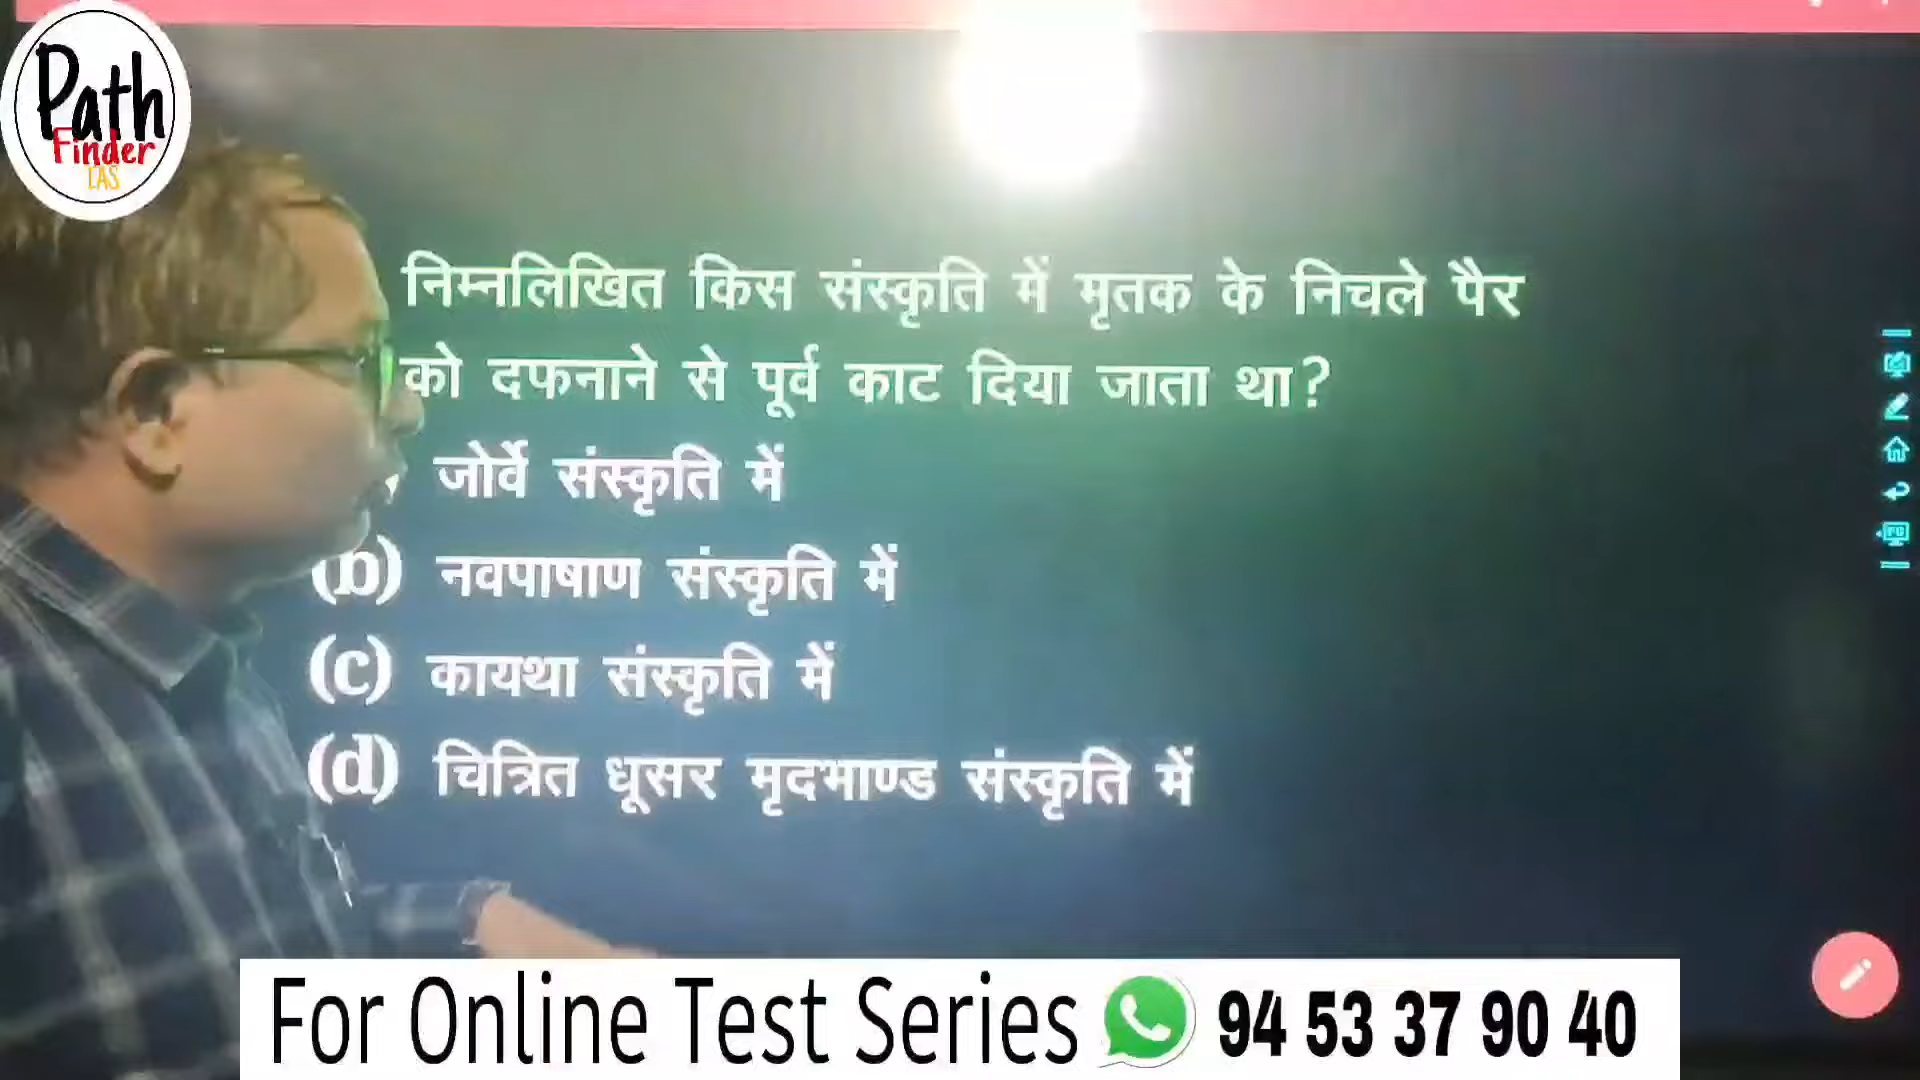 Path
Finder
IAS
निम्नलिखित किस संस्कृति में मृतक के निचले पैर
को दफनाने से पूर्व काट दिया जाता था?
जोर्वे संस्कृति में
(b) नवपाषाण संस्कृति में
(c) कायथा संस्कृति में
(d) चित्रित धूसर मृदभाण्ड संस्कृति में
For Online Test Series 94 53 37 90 40